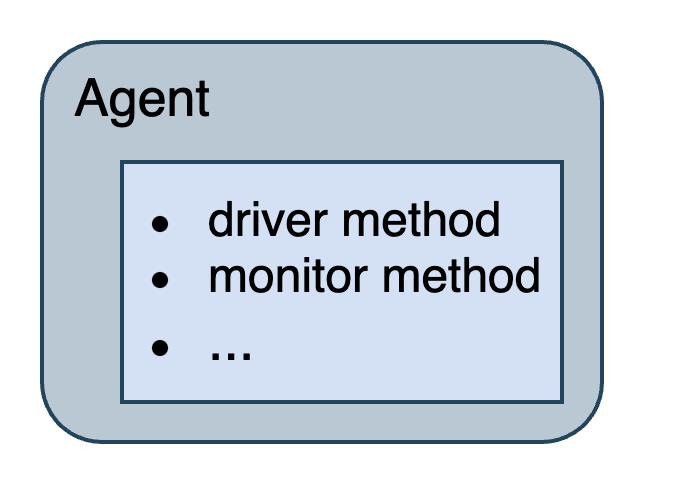 Agent
• driver method
• monitor method
• ...